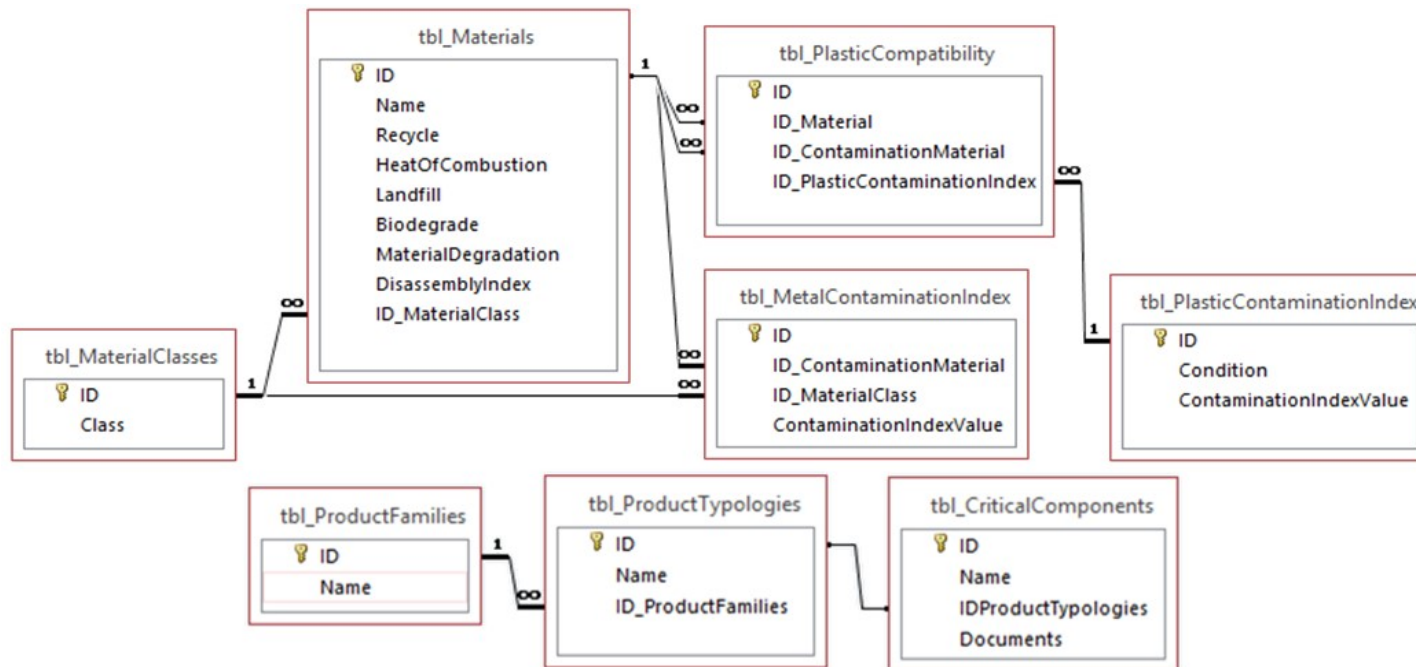 tbl_Materials
ID
Name
Recycle
HeatOfCombustion
Landfill
Biodegrade
MaterialDegradation
DisassemblyIndex
ID_MaterialClass
1
∞
∞
tbl_PlasticCompatibility
ID
ID_Material
ID_ContaminationMaterial
ID_PlasticContaminationIndex
∞
1
tbl_MaterialClasses
ID
Class
1
∞
tbl_MetalContaminationIndex
ID
ID_ContaminationMaterial
ID_MaterialClass
ContaminationIndexValue
∞
∞
tbl_PlasticContaminationIndex
ID
Condition
ContaminationIndexValue
tbl_ProductFamilies
ID
Name
1
∞
tbl_ProductTypologies
ID
Name
ID_ProductFamilies
tbl_CriticalComponents
ID
Name
IDProductTypologies
Documents